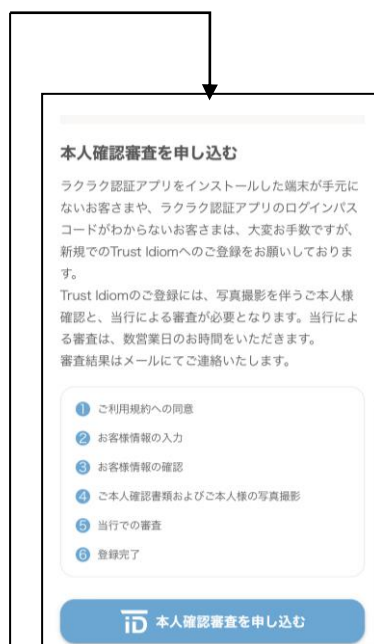 本人確認審査を申し込む
ラクラク認証アプリをインストールした端末が手元に
ないお客さまや、ラクラク認証アプリのログインパス
コードがわからないお客さまは、大変お手数ですが、
新規でのTrust Idiomへのご登録をお願いしておりま
す。
Trust Idiomのご登録には、写真撮影を伴うご本人様
確認と、当行による審査が必要となります。当行によ
る審査は、数営業日のお時間をいただきます。
審査結果はメールにてご連絡いたします。
1 ご利用規約への同意
2 お客様情報の入力
3 お客様情報の確認
4 ご本人確認書類およびご本人様の写真撮影
5 当行での審査
6 登録完了
iD 本人確認審査を申し込む